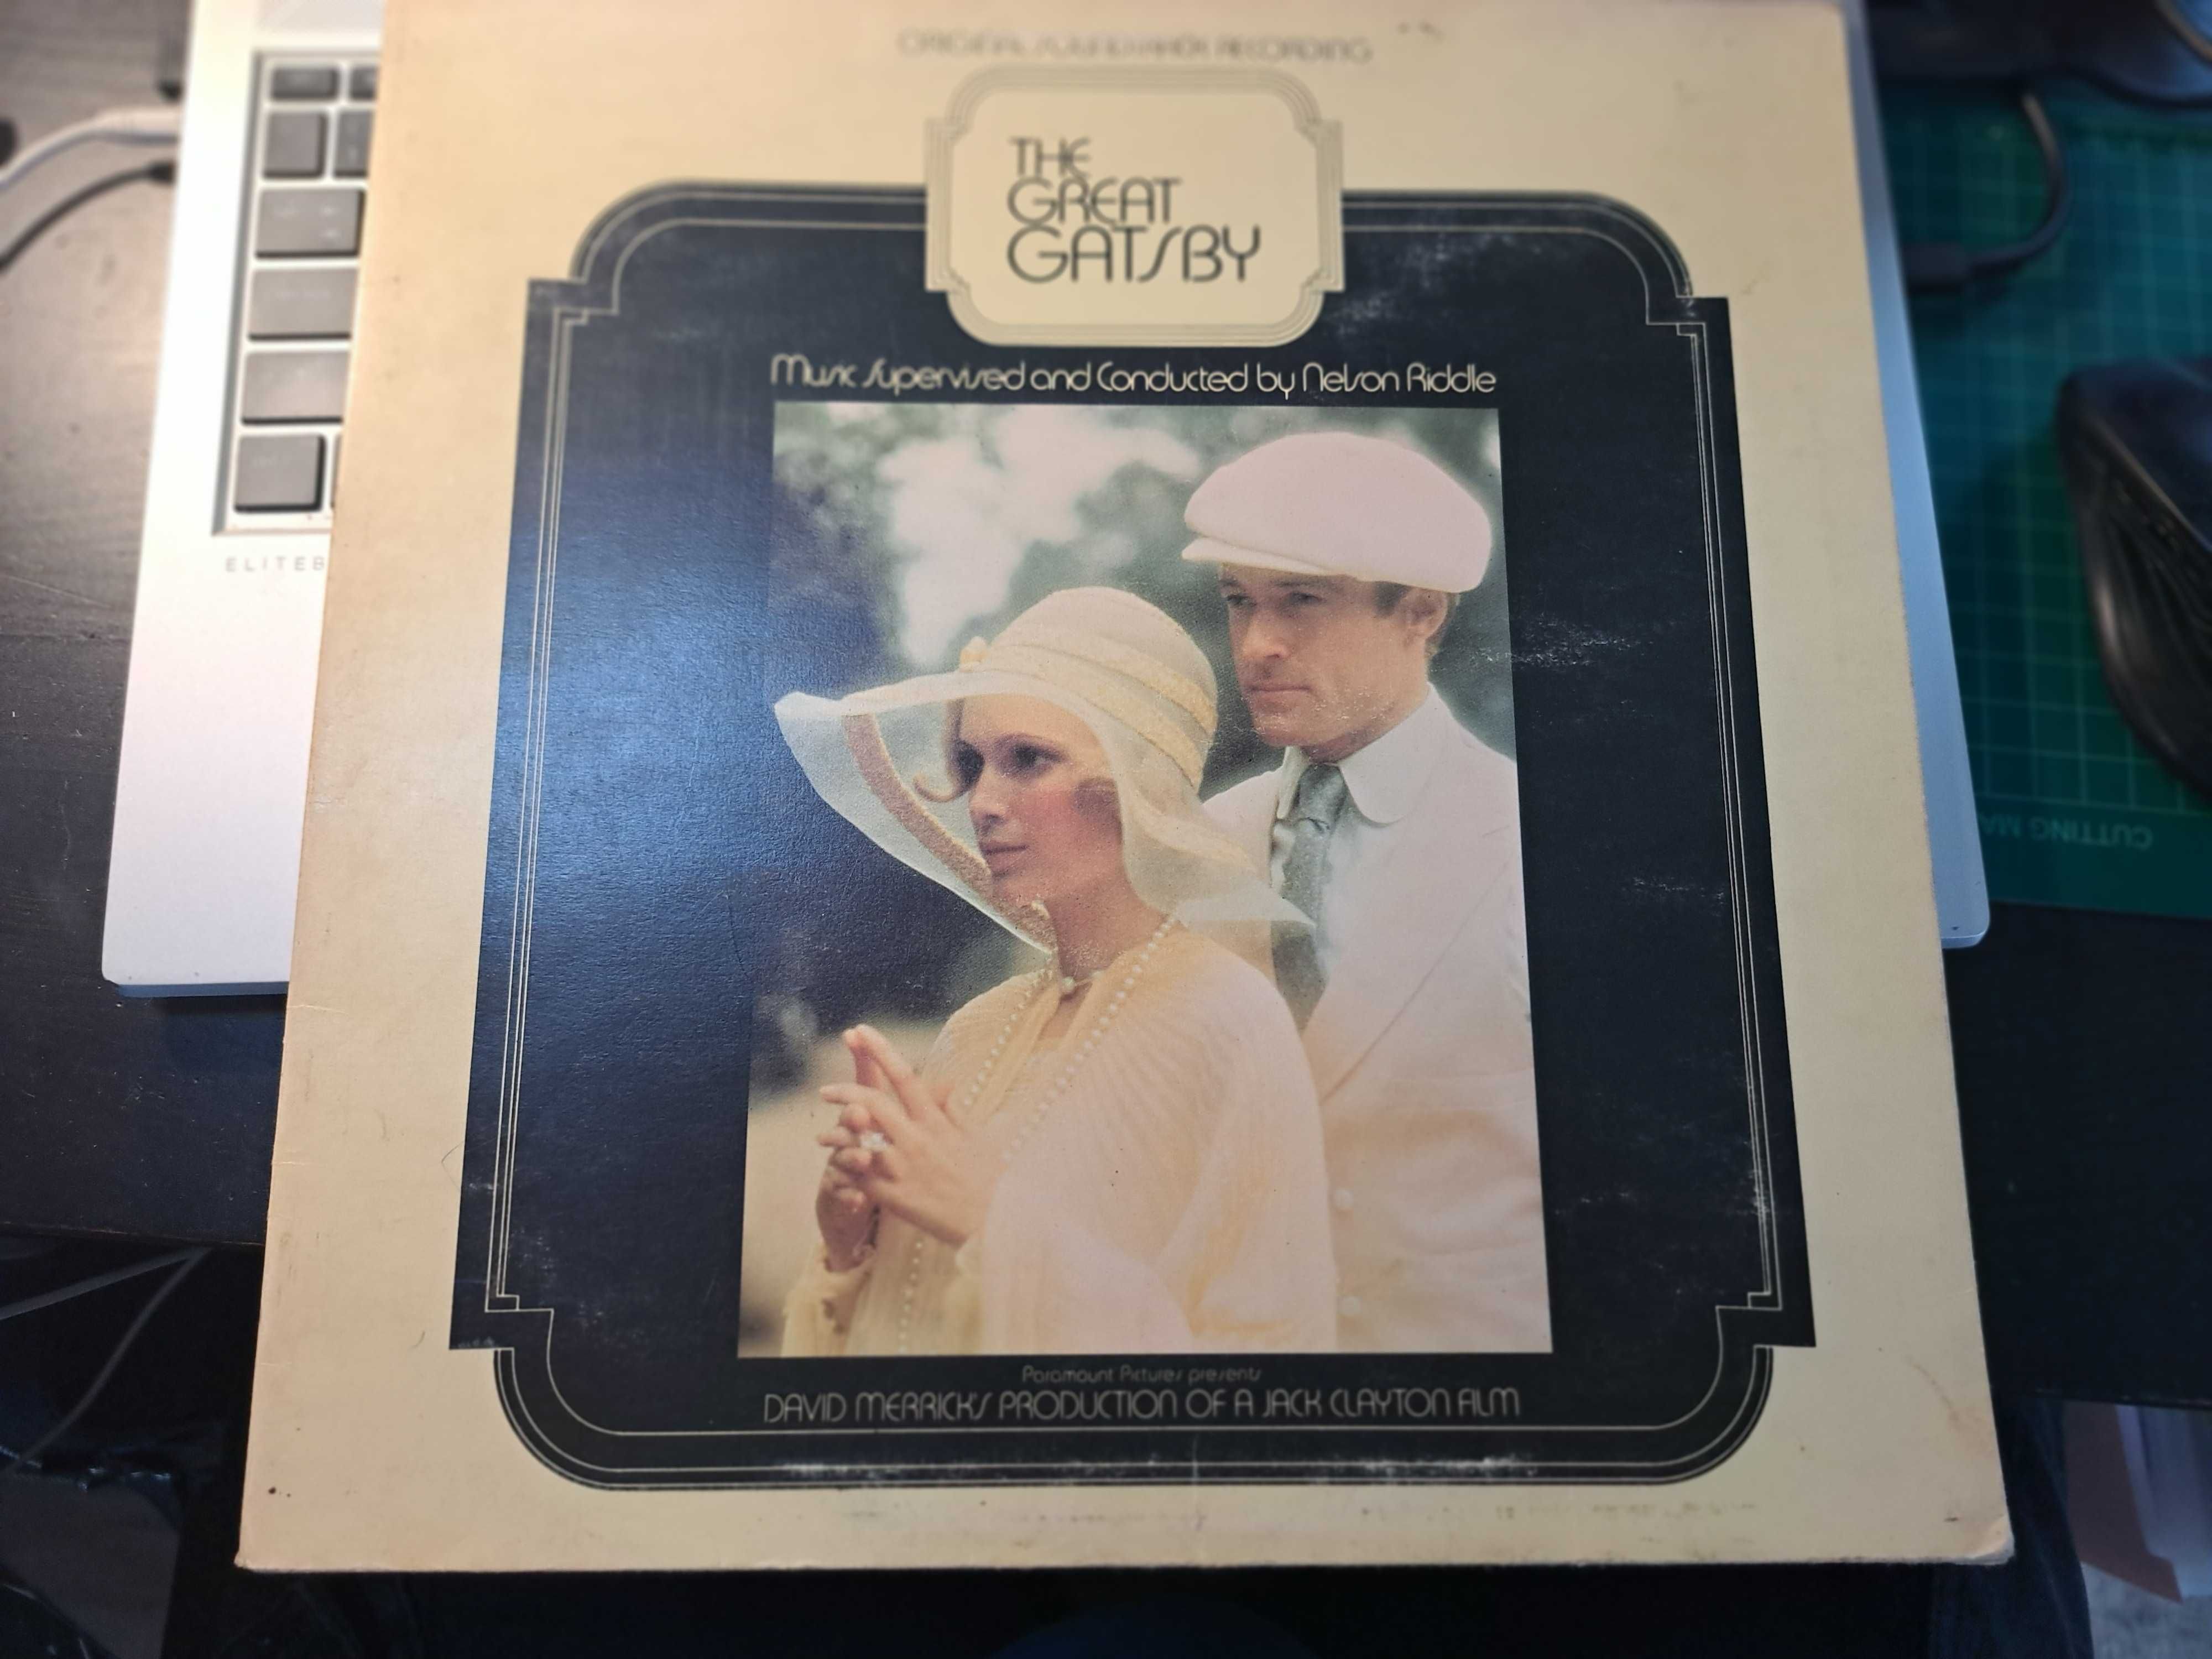 ORIGINAL SOUNDTRACK RECORDING
THE
GREAT
GATSBY
Music Supervised and Conducted by Nelson Riddle
Paramount Pictures presents
DAVID MERRICK'S PRODUCTION OF A JACK CLAYTON FILM
ELITEB
CUTTING MA